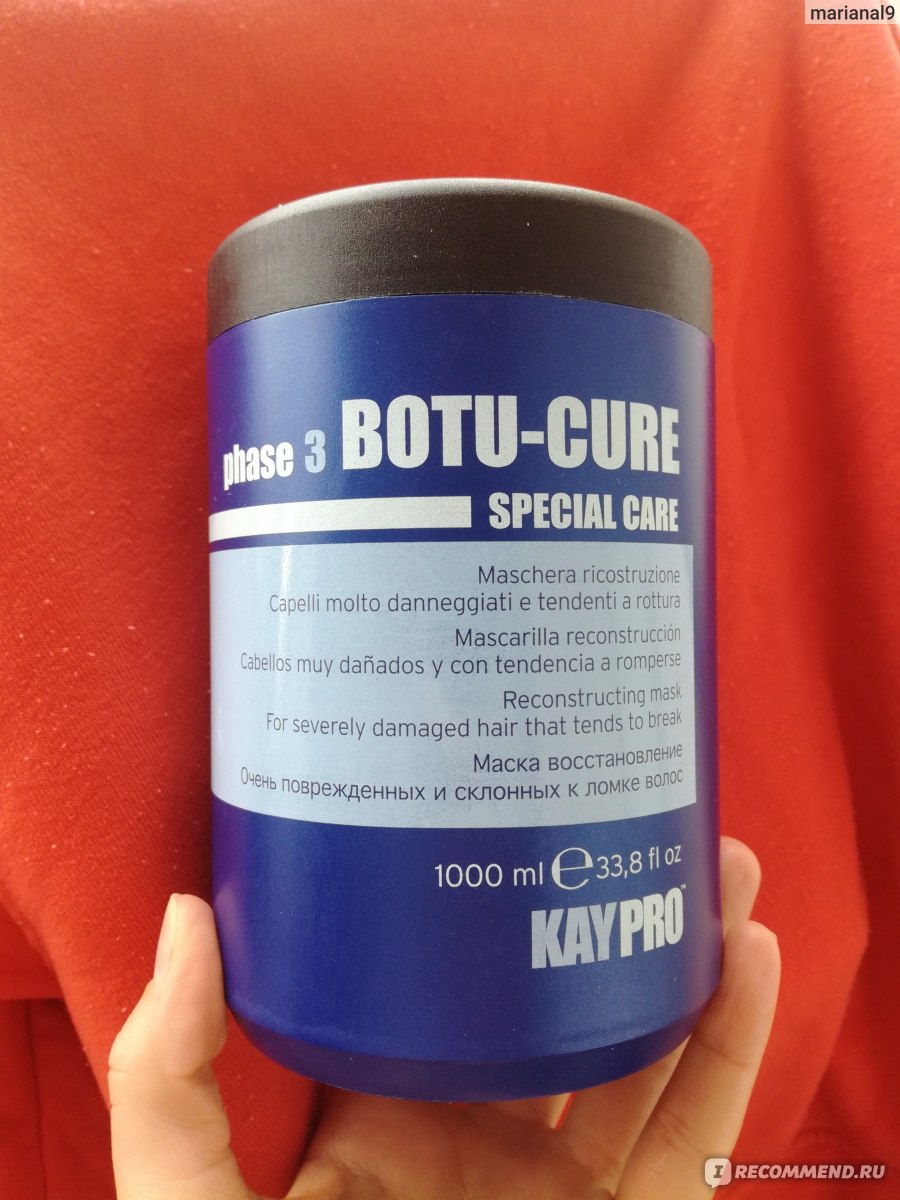 marianal9
phase 3 BOTU-CURE
SPECIAL CARE
Maschera ricostruzione
Capelli molto danneggiati e tendenti a rottura
Mascarilla reconstrucción
Cabellos muy dañados y con tendencia a romperse
Reconstructing mask
For severely damaged hair that tends to break
Маска восстановление
Очень поврежденных и склонных к ломке волос
1000 ml ℮ 33,8 fl oz
KAYPRO™
IRECOMMEND.RU